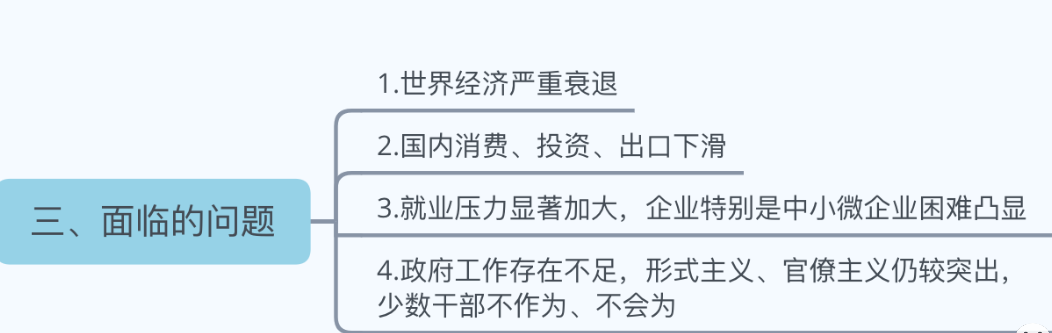 1.世界经济严重衰退
2.国内消费、投资、出口下滑
三、面临的问题
3.就业压力显著加大，企业特别是中小微企业困难凸显
4.政府工作存在不足，形式主义、官僚主义仍较突出，
少数干部不作为、不会为